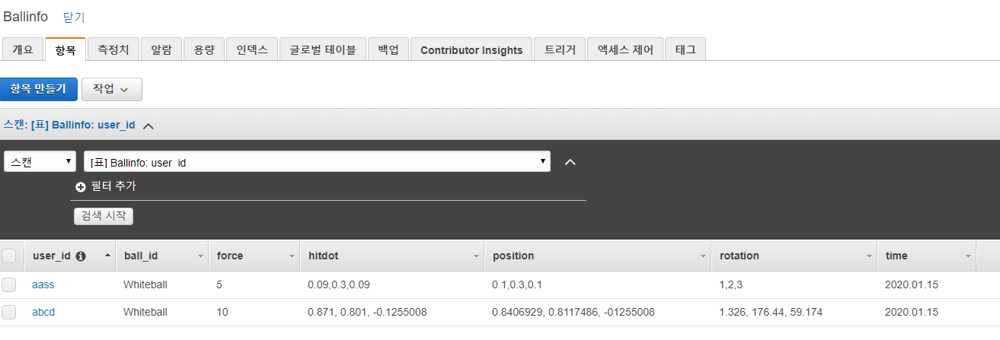 Ballinfo 닫기
개요 항목 측정치 알람 용량 인덱스 글로벌 테이블 백업 Contributor Insights 트리거 액세스 제어 태그
항목 만들기 작업
스캔: [표] Ballinfo: user_id
스캔 [표] Ballinfo: user_id
필터 추가
검색 시작
user_id ball_id force hitdot position rotation time
aass Whiteball 5 0.09,0.3,0.09 0.1,0.3,0.1 1,2,3 2020.01.15
abcd Whiteball 10 0.871, 0.801, -0.1255008 0.8406929, 0.8117486, -01255008 1.326, 176.44, 59.174 2020.01.15